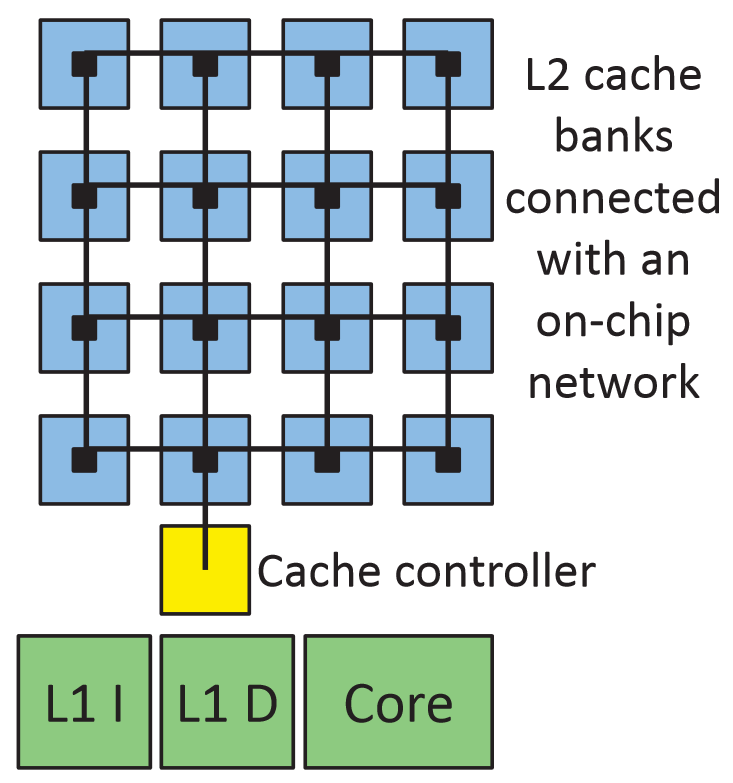 L2 cache
banks
connected
with an
on-chip
network
Cache controller
L1 I
L1 D
Core